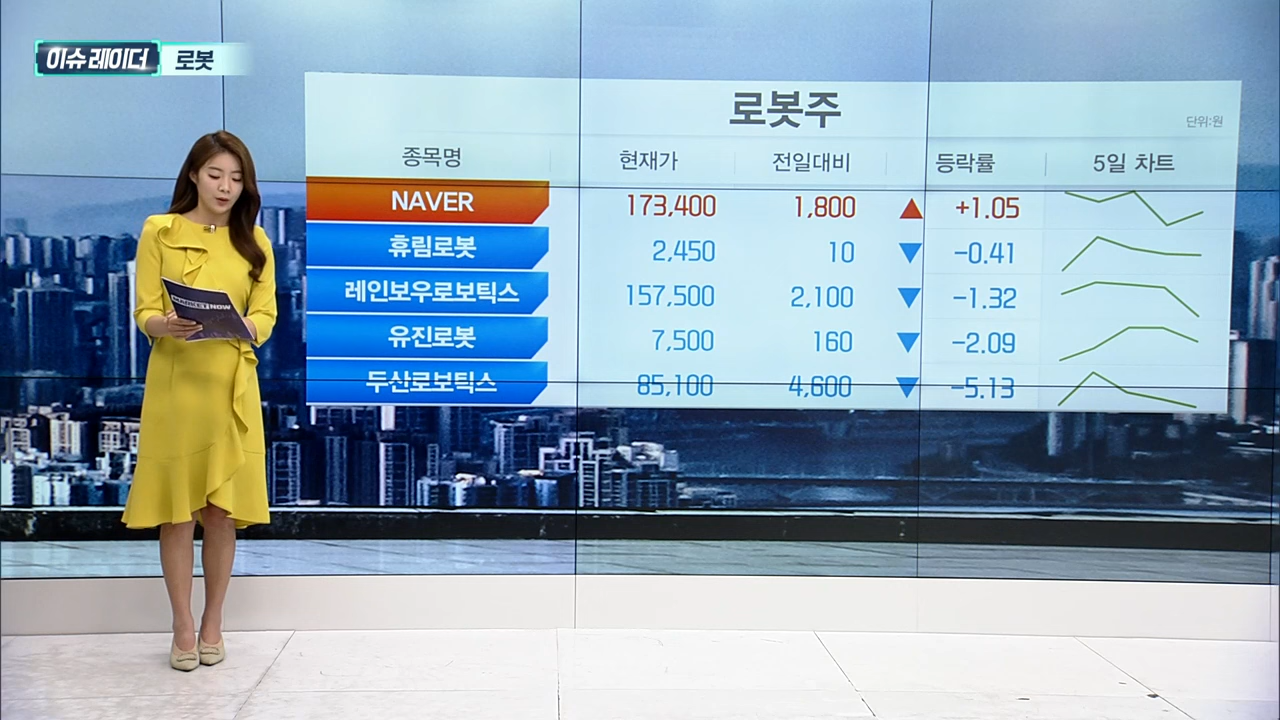 이슈레이더 로봇
로봇주
단위:원
종목명 현재가 전일대비 등락률 5일 차트
NAVER 173,400 1,800 ▲ +1.05
휴림로봇 2,450 10 ▼ -0.41
레인보우로보틱스 157,500 2,100 ▼ -1.32
유진로봇 7,500 160 ▼ -2.09
두산로보틱스 85,100 4,600 ▼ -5.13
MARKET NOW